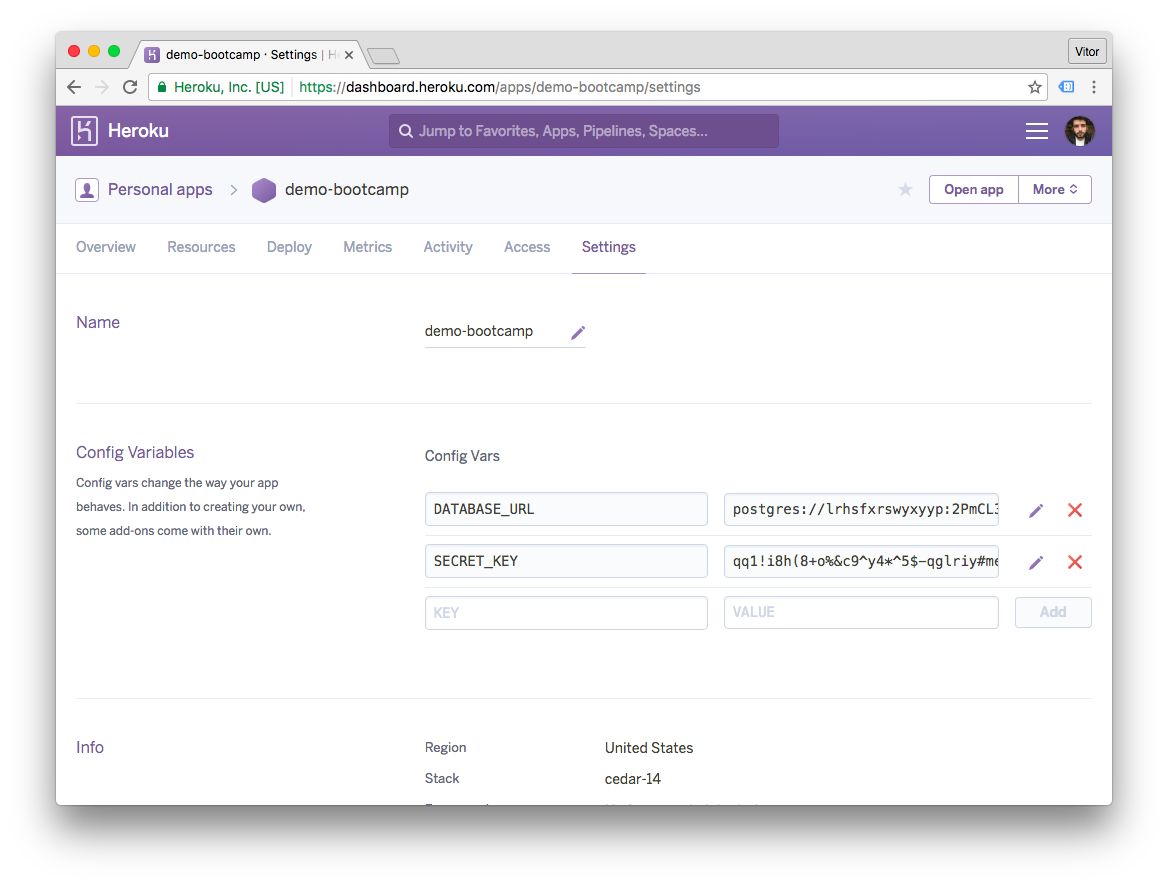 demo-bootcamp · Settings | H
Vitor
Heroku, Inc. [US] https://dashboard.heroku.com/apps/demo-bootcamp/settings
Heroku
Jump to Favorites, Apps, Pipelines, Spaces...
Personal apps > demo-bootcamp
Open app
More
Overview Resources Deploy Metrics Activity Access Settings
Name
demo-bootcamp
Config Variables
Config vars change the way your app
behaves. In addition to creating your own,
some add-ons come with their own.
Config Vars
DATABASE_URL postgres://lrhsfxrswyxyyp:2PmCL3
SECRET_KEY qq1!i8h(8+o%&c9^y4*^5$-qglriy#me
KEY VALUE Add
Info
Region United States
Stack cedar-14